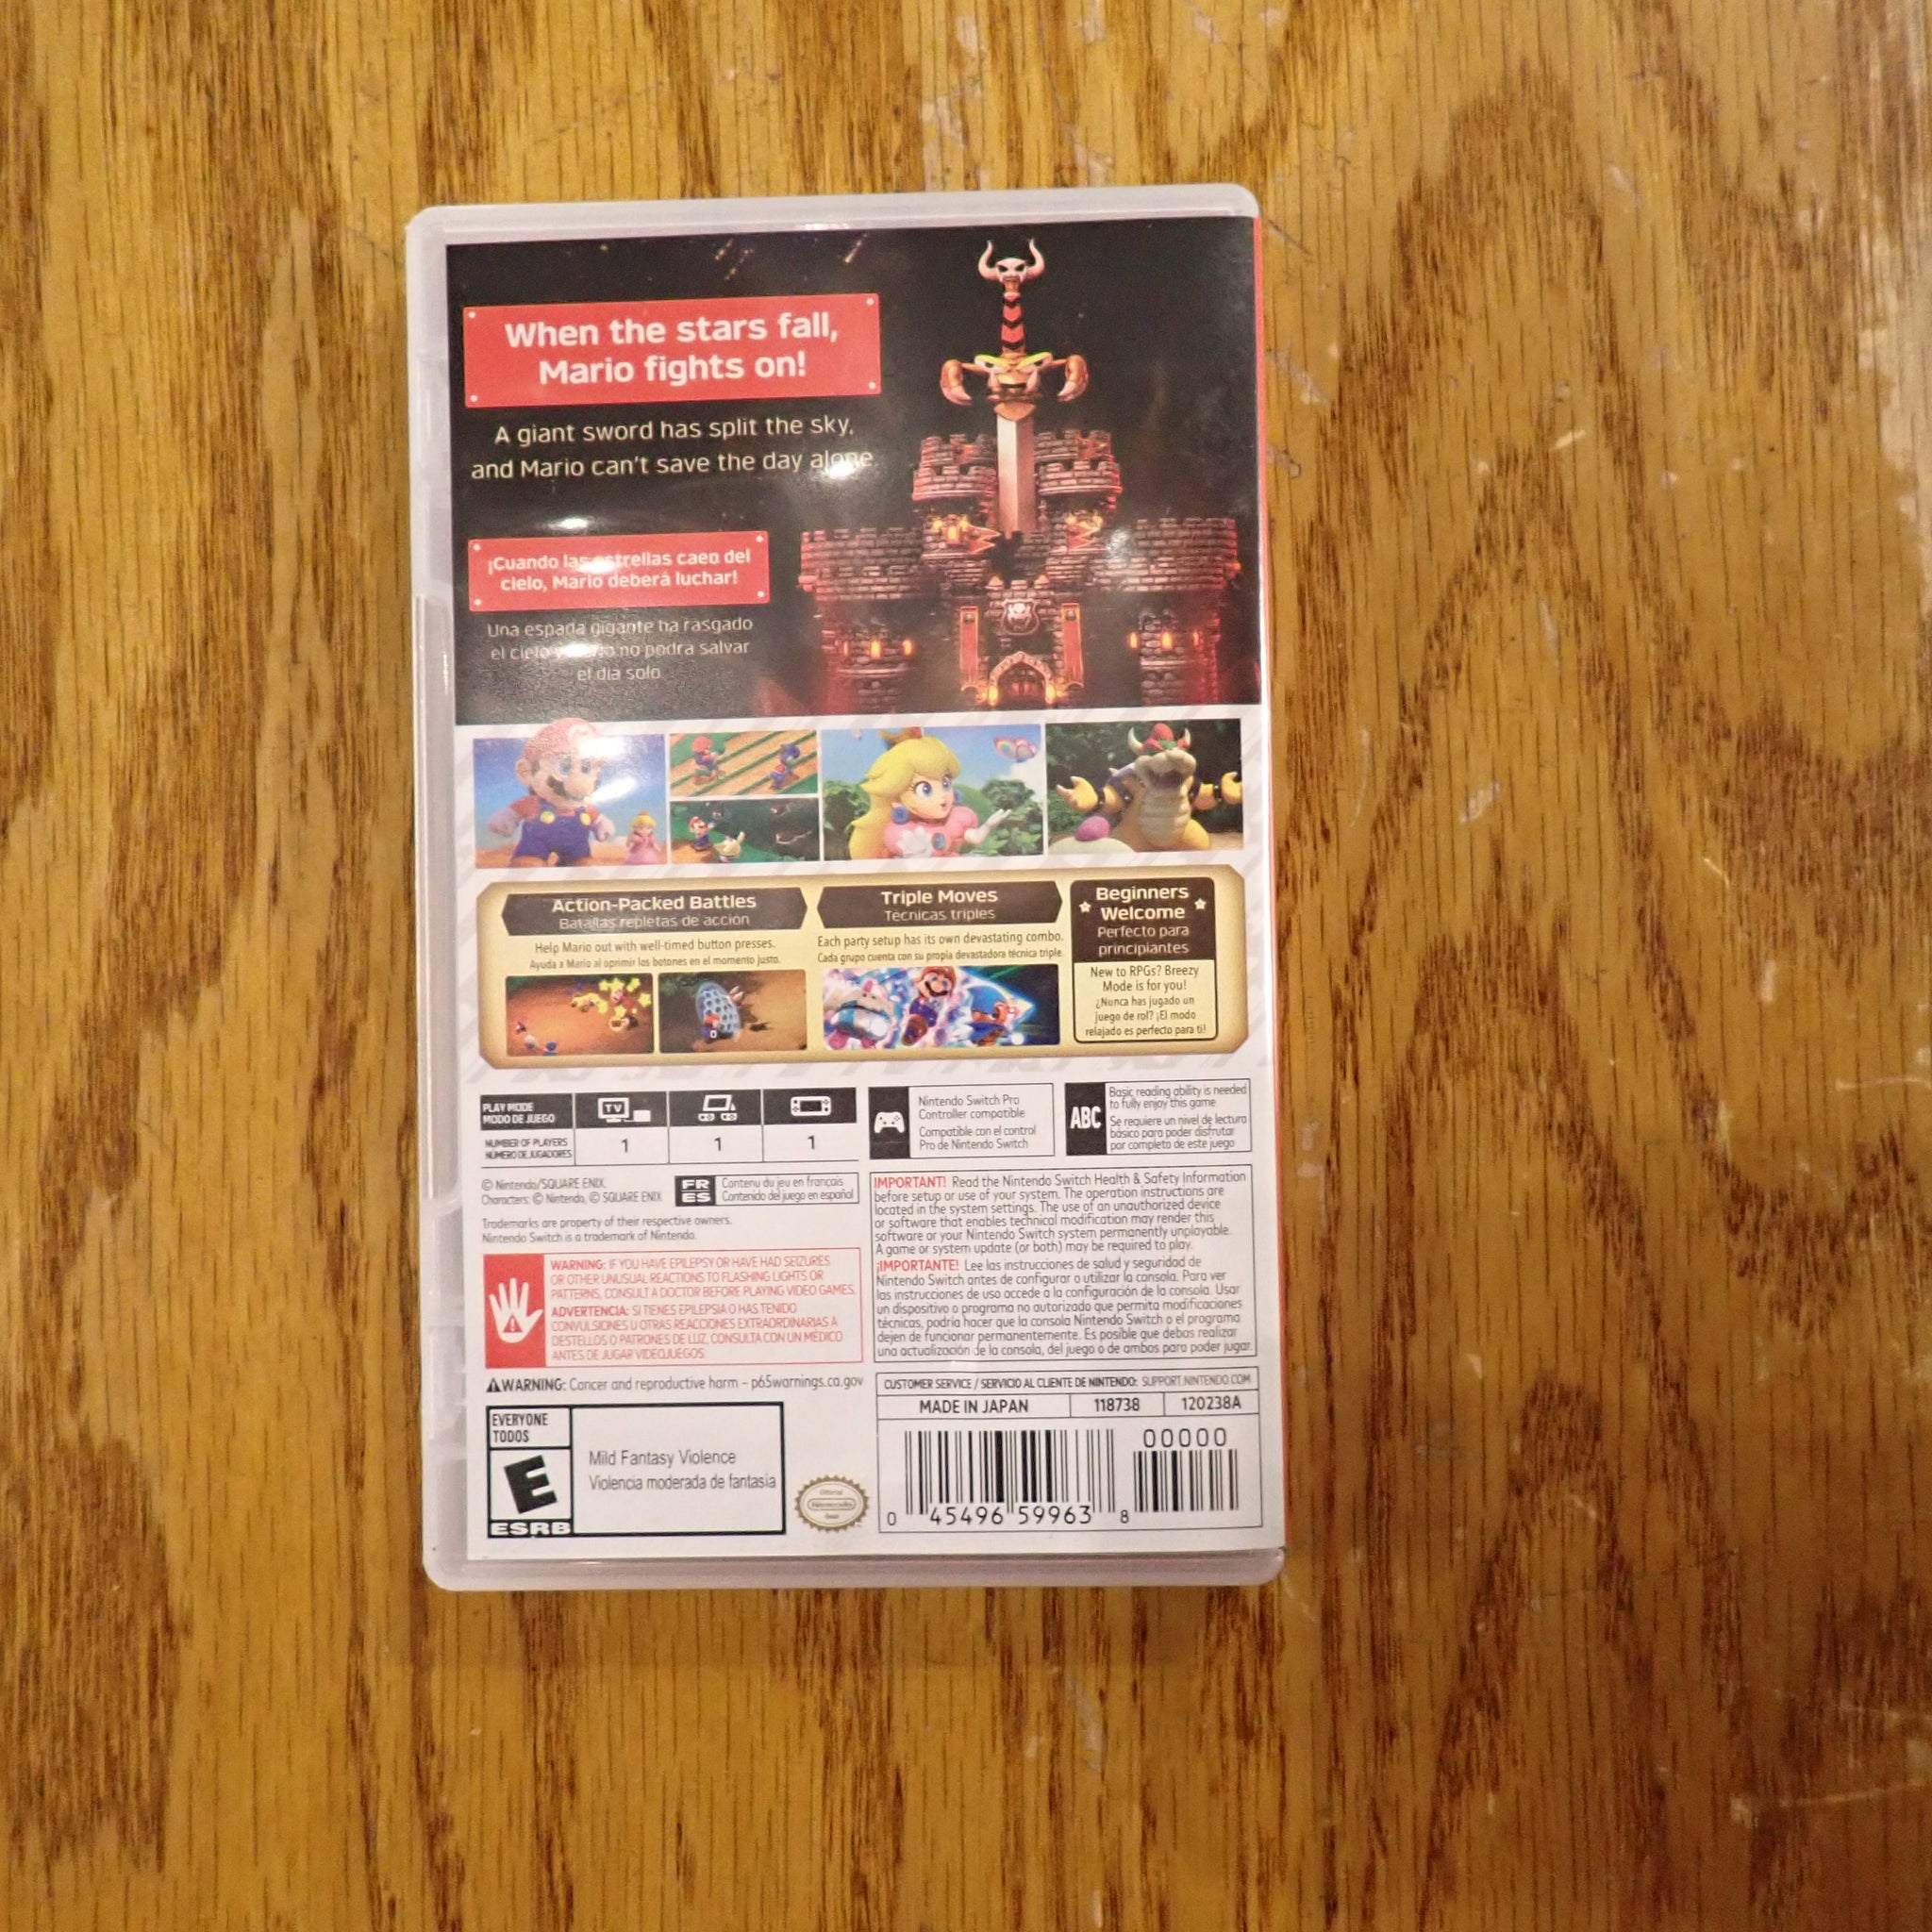 When the stars fall,
Mario fights on!
A giant sword has split the sky,
and Mario can't save the day alone.
¡Cuando las estrellas caen del
cielo, Mario deberá luchar!
Una espada gigante ha rasgado
el cielo y no podrá salvar
el día solo
Action-Packed Battles
Batallas repletas de acción
Help Mario out with well-timed button presses.
Ayuda a Mario al oprimir los botones en el momento justo.
Triple Moves
Técnicas triples
Each party setup has its own devastating combo.
Cada grupo cuenta con su propia devastadora técnica triple.
Beginners
Welcome
Perfecto para
principiantes
New to RPGs? Breezy
Mode is for you!
¿Nunca has jugado un
juego de rol? ¡El modo
relajado es perfecto para ti!
PLAY MODE
MODO DE JUEGO
TV
NUMBER OF PLAYERS
NÚMERO DE JUGADORES
1 1 1
Nintendo Switch Pro
Controller compatible
Compatible con el control
Pro de Nintendo Switch
ABC
Basic reading ability is needed
to fully enjoy this game
Se requiere un nivel de lectura
básico para poder disfrutar
por completo de este juego
© Nintendo/SQUARE ENIX.
Characters: © Nintendo, © SQUARE ENIX
FR
ES
Contenu du jeu en français
Contenido del juego en español
Trademarks are property of their respective owners.
Nintendo Switch is a trademark of Nintendo.
WARNING: IF YOU HAVE EPILEPSY OR HAVE HAD SEIZURES
OR OTHER UNUSUAL REACTIONS TO FLASHING LIGHTS OR
PATTERNS, CONSULT A DOCTOR BEFORE PLAYING VIDEO GAMES.
ADVERTENCIA: SI TIENES EPILEPSIA O HAS TENIDO
CONVULSIONES U OTRAS REACCIONES EXTRAORDINARIAS A
DESTELLOS O PATRONES DE LUZ, CONSULTA CON UN MÉDICO
ANTES DE JUGAR VIDEOJUEGOS.
IMPORTANT! Read the Nintendo Switch Health & Safety Information
before setup or use of your system. The operation instructions are
located in the system settings. The use of an unauthorized device
or software that enables technical modification may render this
software or your Nintendo Switch system permanently unplayable.
A game or system update (or both) may be required to play.
¡IMPORTANTE! Lee las instrucciones de salud y seguridad de
Nintendo Switch antes de configurar o utilizar la consola. Para ver
las instrucciones de uso accede a la configuración de la consola. Usar
un dispositivo o programa no autorizado que permita modificaciones
técnicas, podría hacer que la consola Nintendo Switch o el programa
dejen de funcionar permanentemente. Es posible que debas realizar
una actualización de la consola, del juego o de ambos para poder jugar.
WARNING: Cancer and reproductive harm - p65warnings.ca.gov
CUSTOMER SERVICE / SERVICIO AL CLIENTE DE NINTENDO: SUPPORT.NINTENDO.COM
MADE IN JAPAN 118738 120238A
EVERYONE
TODOS
E
ESRB
Mild Fantasy Violence
Violencia moderada de fantasía
Official
Nintendo
Seal
00000
0 45496 59963 8